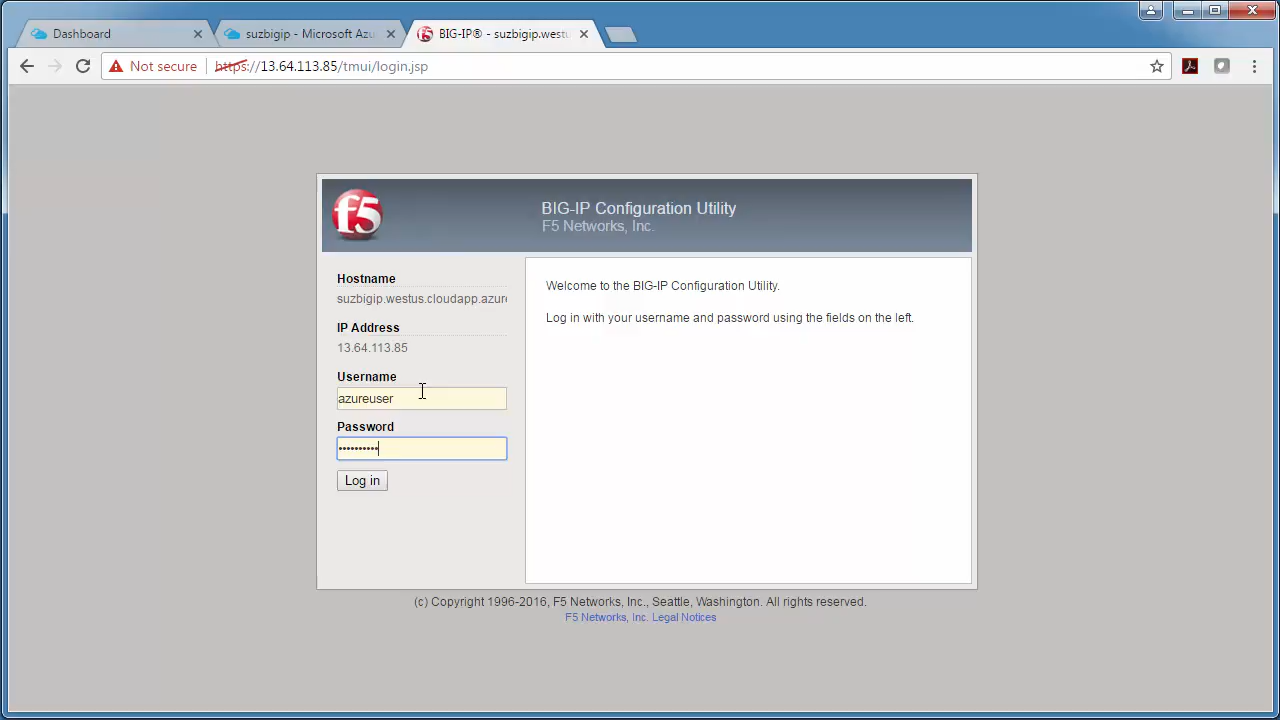 Dashboard
suzbigip - Microsoft Azu
BIG-IP® - suzbigip.westu
Not secure
https://13.64.113.85/tmui/login.jsp
f5
BIG-IP Configuration Utility
F5 Networks, Inc.
Hostname
suzbigip.westus.cloudapp.azure
IP Address
13.64.113.85
Username
azureuser
Password
••••••••••
Log in
Welcome to the BIG-IP Configuration Utility.
Log in with your username and password using the fields on the left.
(c) Copyright 1996-2016, F5 Networks, Inc., Seattle, Washington. All rights reserved.
F5 Networks, Inc. Legal Notices